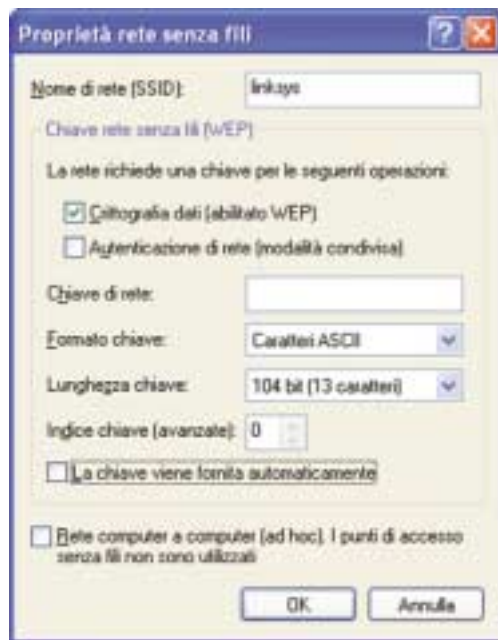 Proprietà rete senza fili
Nome di rete (SSID): linksys
Chiave rete senza fili (WEP)
La rete richiede una chiave per le seguenti operazioni:
Crittografia dati (abilitato WEP)
Autenticazione di rete (modalità condivisa)
Chiave di rete:
Formato chiave: Caratteri ASCII
Lunghezza chiave: 104 bit (13 caratteri)
Indice chiave (avanzate): 0
La chiave viene fornita automaticamente
Rete computer a computer (ad hoc). I punti di accesso
senza fili non sono utilizzati
OK Annulla